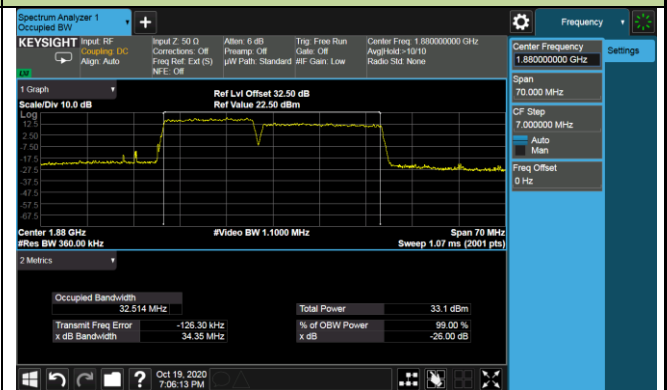 Spectrum Analyzer 1
Occupied BW
Frequency
KEYSIGHT
Input: RF
Coupling: DC
Align: Auto
Input Z: 50 Ω
Corrections: Off
Freq Ref: Ext (S)
NFE: Off
Atten: 6 dB
Preamp: Off
µW Path: Standard
Trig: Free Run
Gate: Off
#IF Gain: Low
Center Freq: 1.880000000 GHz
Avg|Hold:>10/10
Radio Std: None
Center Frequency
1.880000000 GHz
Settings
Span
70.000 MHz
CF Step
7.000000 MHz
Auto
Man
Freq Offset
0 Hz
1 Graph
Scale/Div 10.0 dB
Ref Lvl Offset 32.50 dB
Ref Value 22.50 dBm
Log
12.5
2.50
-7.50
-17.5
-27.5
-37.5
-47.5
-57.5
-67.5
Center 1.88 GHz
#Res BW 360.00 kHz
#Video BW 1.1000 MHz
Span 70 MHz
Sweep 1.07 ms (2001 pts)
2 Metrics
Occupied Bandwidth
32.514 MHz
Total Power 33.1 dBm
Transmit Freq Error -126.30 kHz
% of OBW Power 99.00 %
x dB Bandwidth 34.35 MHz
x dB -26.00 dB
?
Oct 19, 2020
7:06:13 PM